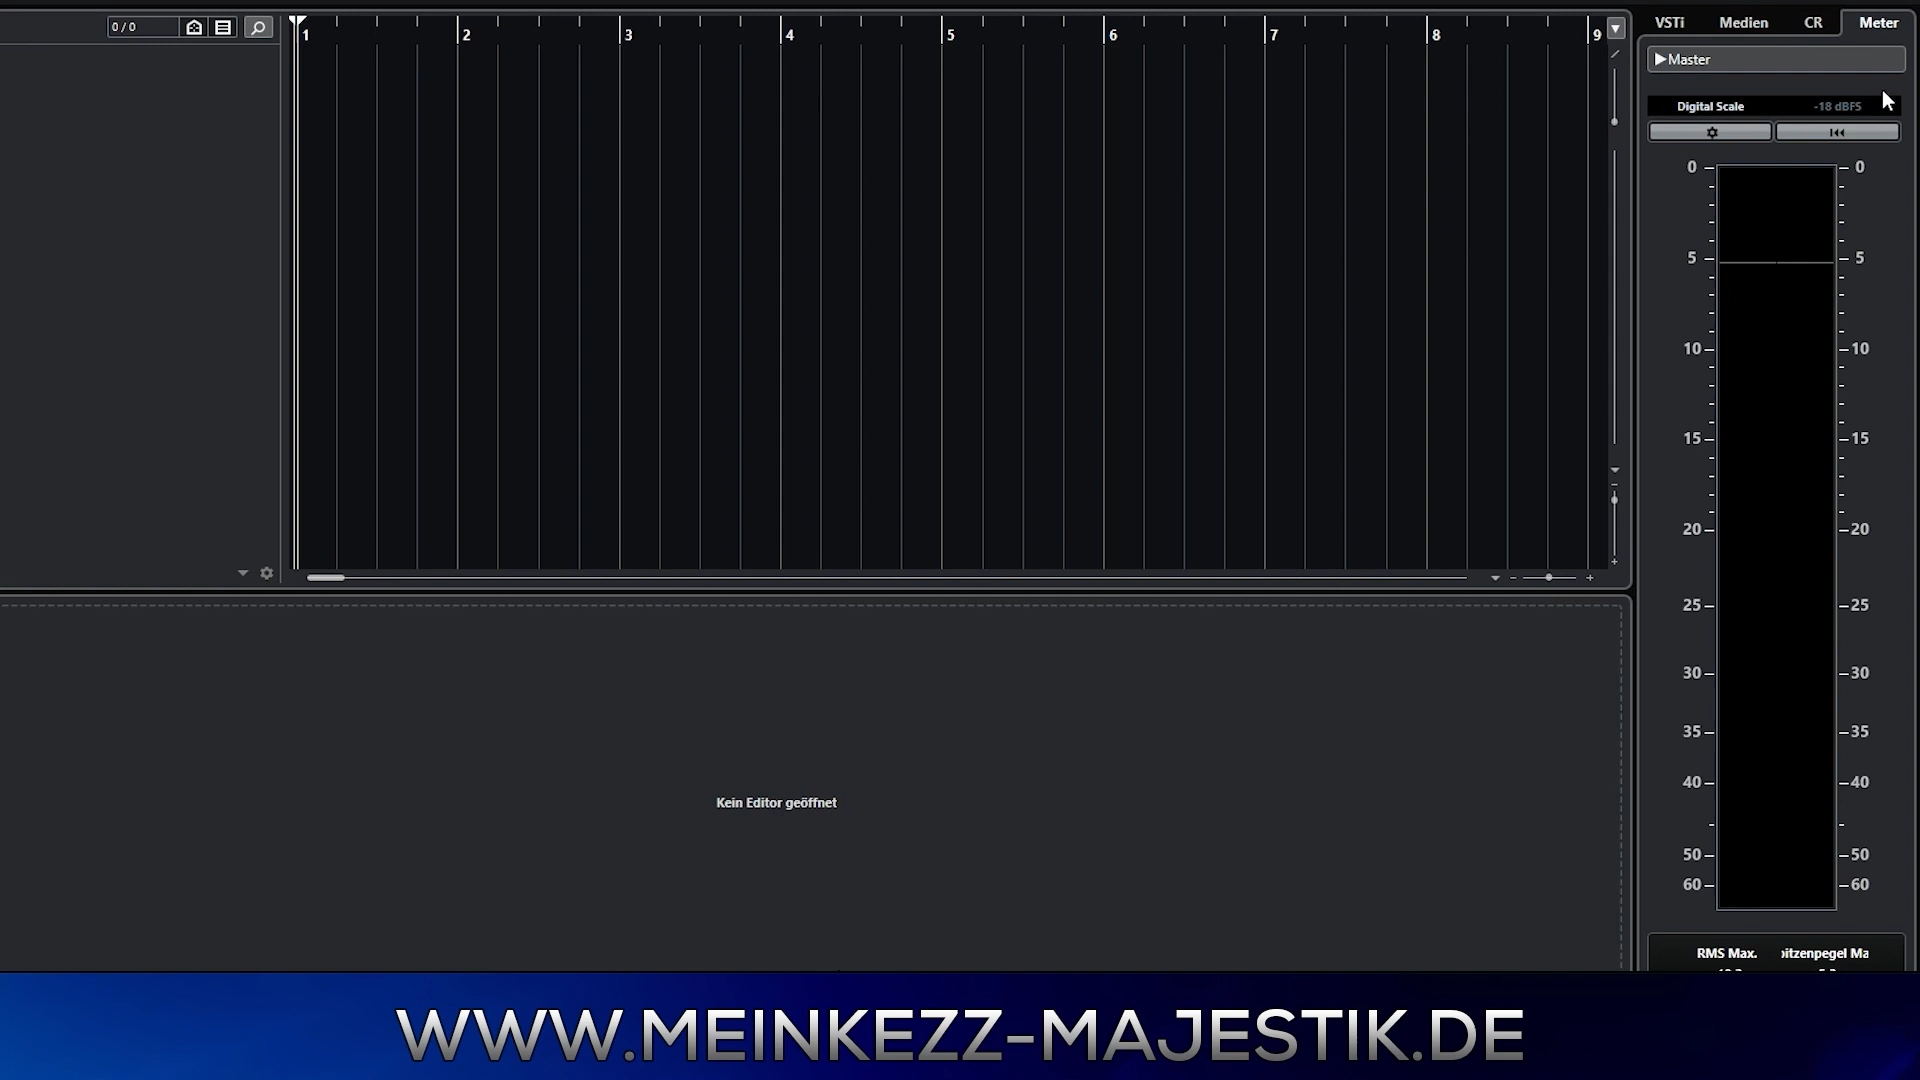 0 / 0
1 2 3 4 5 6 7 8 9
VSTi Medien CR Meter
Master
Digital Scale -18 dBFS
0 0
5 5
10 10
15 15
20 20
25 25
30 30
35 35
40 40
50 50
60 60
Kein Editor geöffnet
RMS Max. pitzenpegel Ma
WWW.MEINKEZZ-MAJESTIK.DE